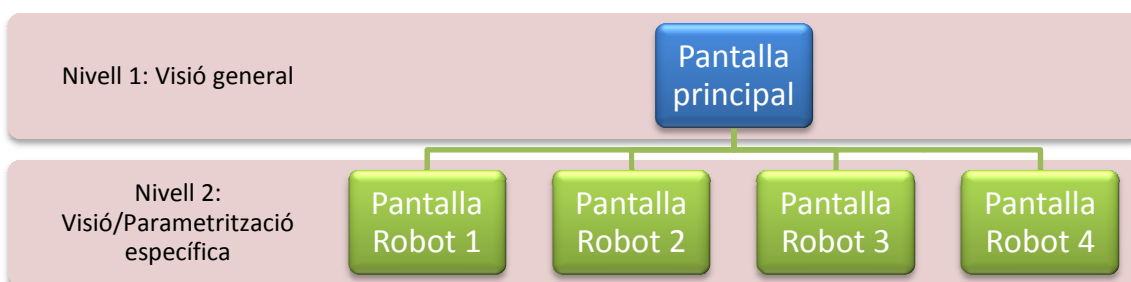 Nivell 1: Visió general
Pantalla
principal
Nivell 2:
Visió/Parametrització
específica
Pantalla
Robot 1
Pantalla
Robot 2
Pantalla
Robot 3
Pantalla
Robot 4